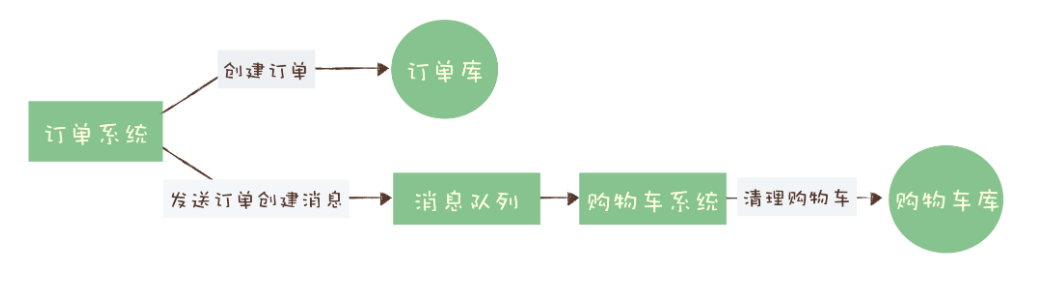 创建订单
订单库
订单系统
发送订单创建消息
消息队列
购物车系统
清理购物车
购物车库